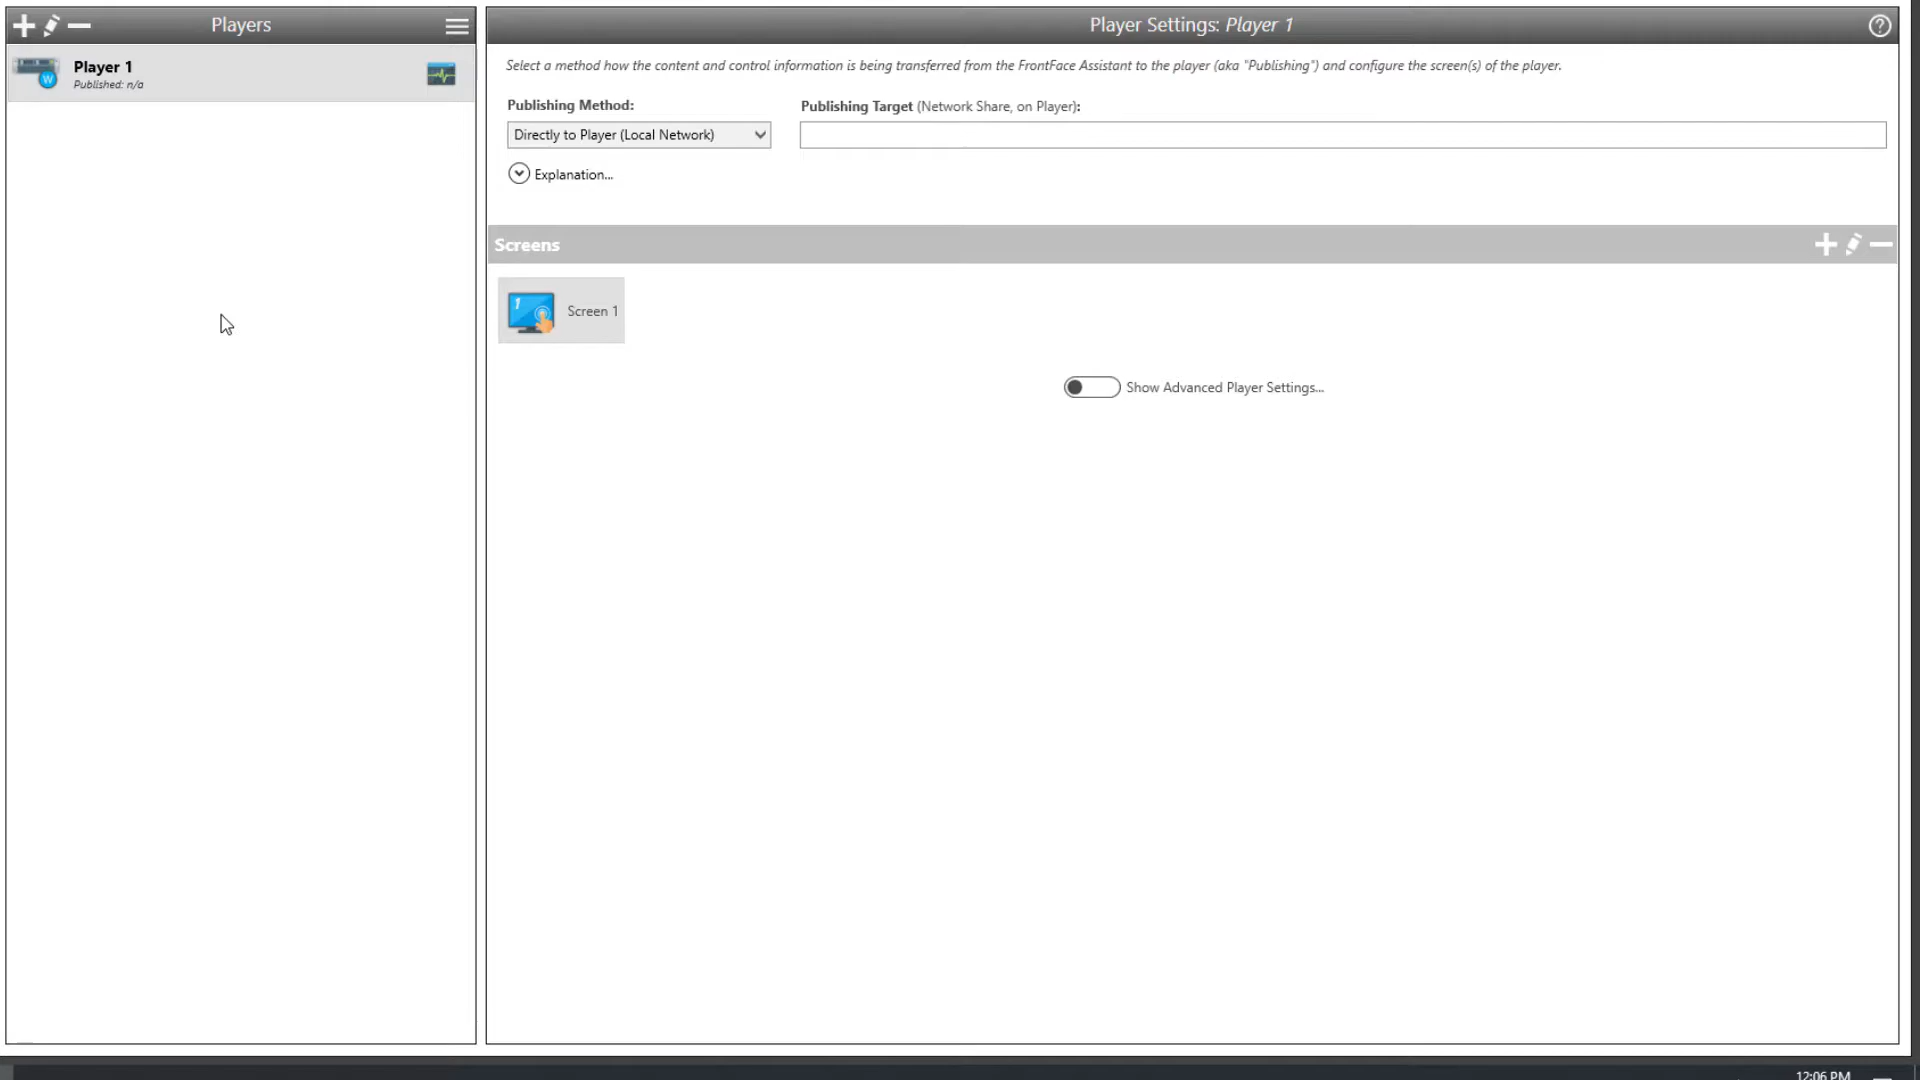 Players
Player 1
Published: n/a
W
Player Settings: Player 1
Select a method how the content and control information is being transferred from the FrontFace Assistant to the player (aka "Publishing") and configure the screen(s) of the player.
Publishing Method:
Publishing Target (Network Share, on Player):
Directly to Player (Local Network)
Explanation...
Screens
1
Screen 1
Show Advanced Player Settings...
12:06 PM